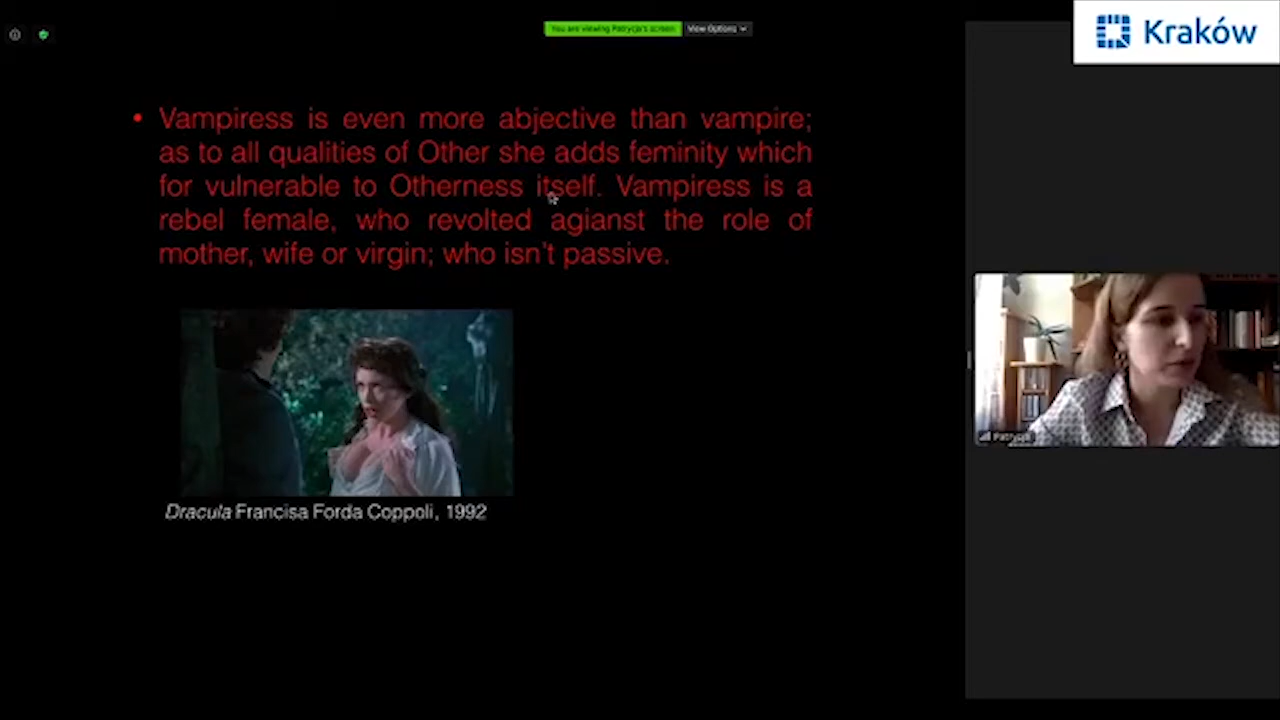 You are viewing Patrycja's screen View Options
Kraków
• Vampiress is even more abjective than vampire;
as to all qualities of Other she adds feminity which
for vulnerable to Otherness itself. Vampiress is a
rebel female, who revolted agianst the role of
mother, wife or virgin; who isn't passive.
Patrycja
Dracula Francisa Forda Coppoli, 1992